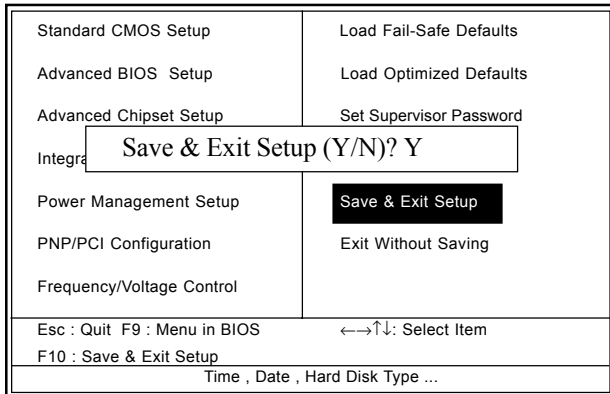 Standard CMOS Setup
Load Fail-Safe Defaults
Advanced BIOS Setup
Load Optimized Defaults
Advanced Chipset Setup
Set Supervisor Password
Integra
Save & Exit Setup (Y/N)? Y
Power Management Setup
Save & Exit Setup
PNP/PCI Configuration
Exit Without Saving
Frequency/Voltage Control
Esc : Quit F9 : Menu in BIOS
←→↑↓: Select Item
F10 : Save & Exit Setup
Time , Date , Hard Disk Type ...